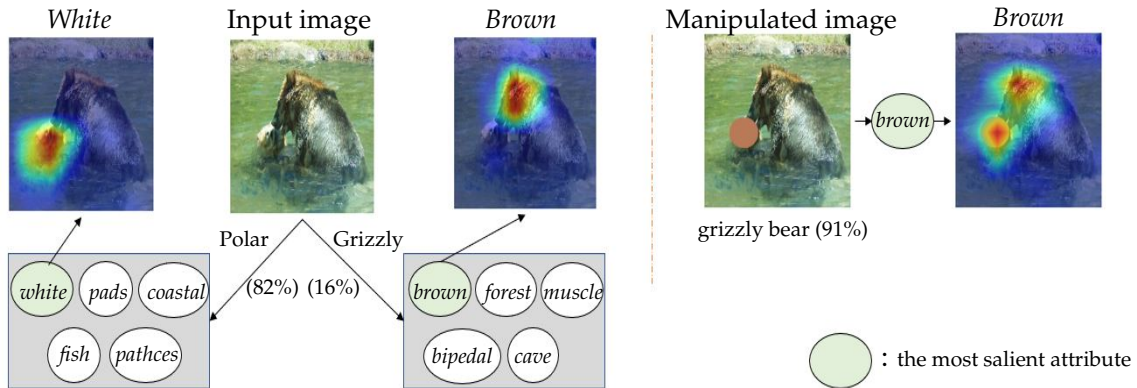 White
Input image
Brown
Polar
Grizzly
(82%) (16%)
white
pads
coastal
fish
pathces
brown
forest
muscle
bipedal
cave
Manipulated image
Brown
brown
grizzly bear (91%)
: the most salient attribute